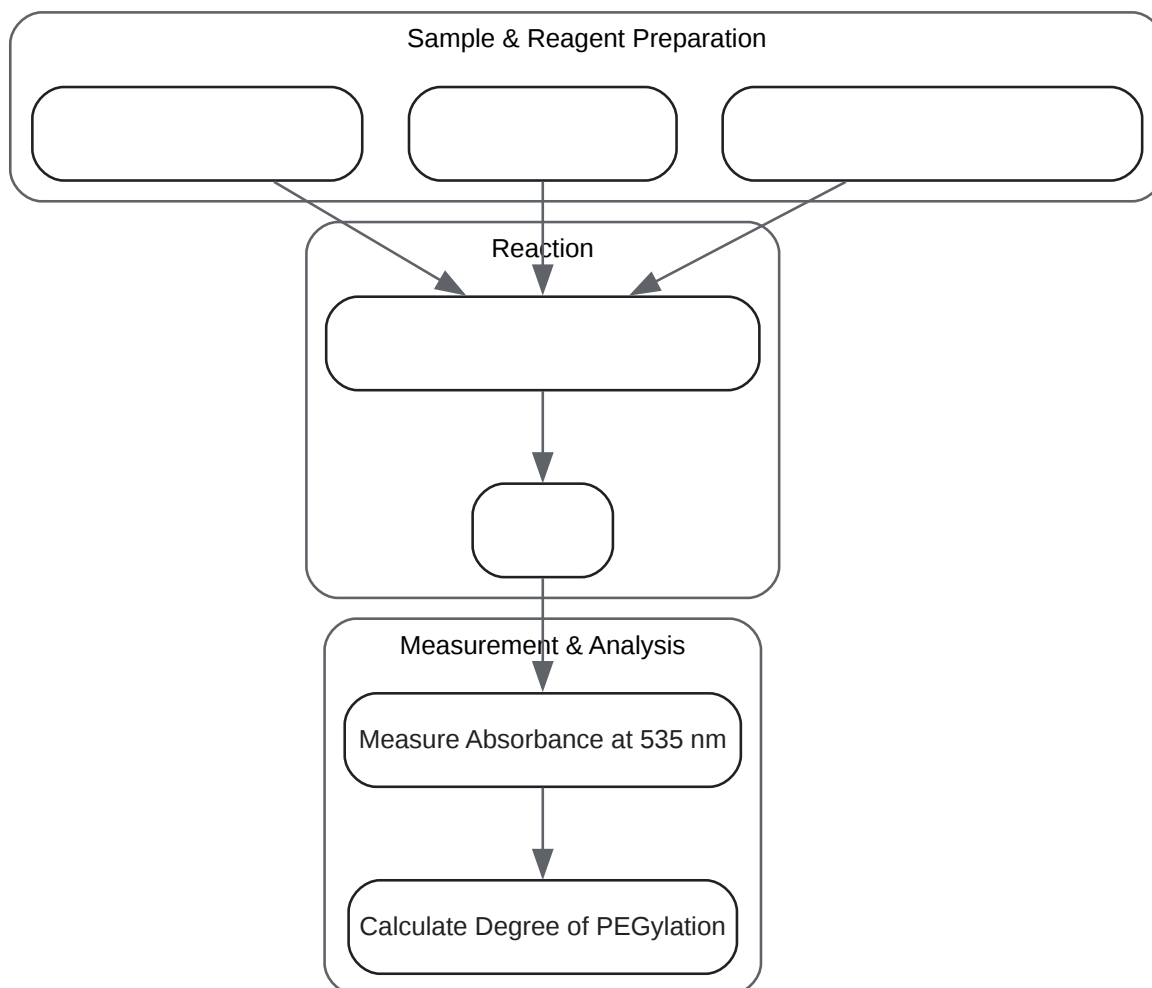 Sample & Reagent Preparation
Reaction
Measurement & Analysis
Measure Absorbance at 535 nm
Calculate Degree of PEGylation